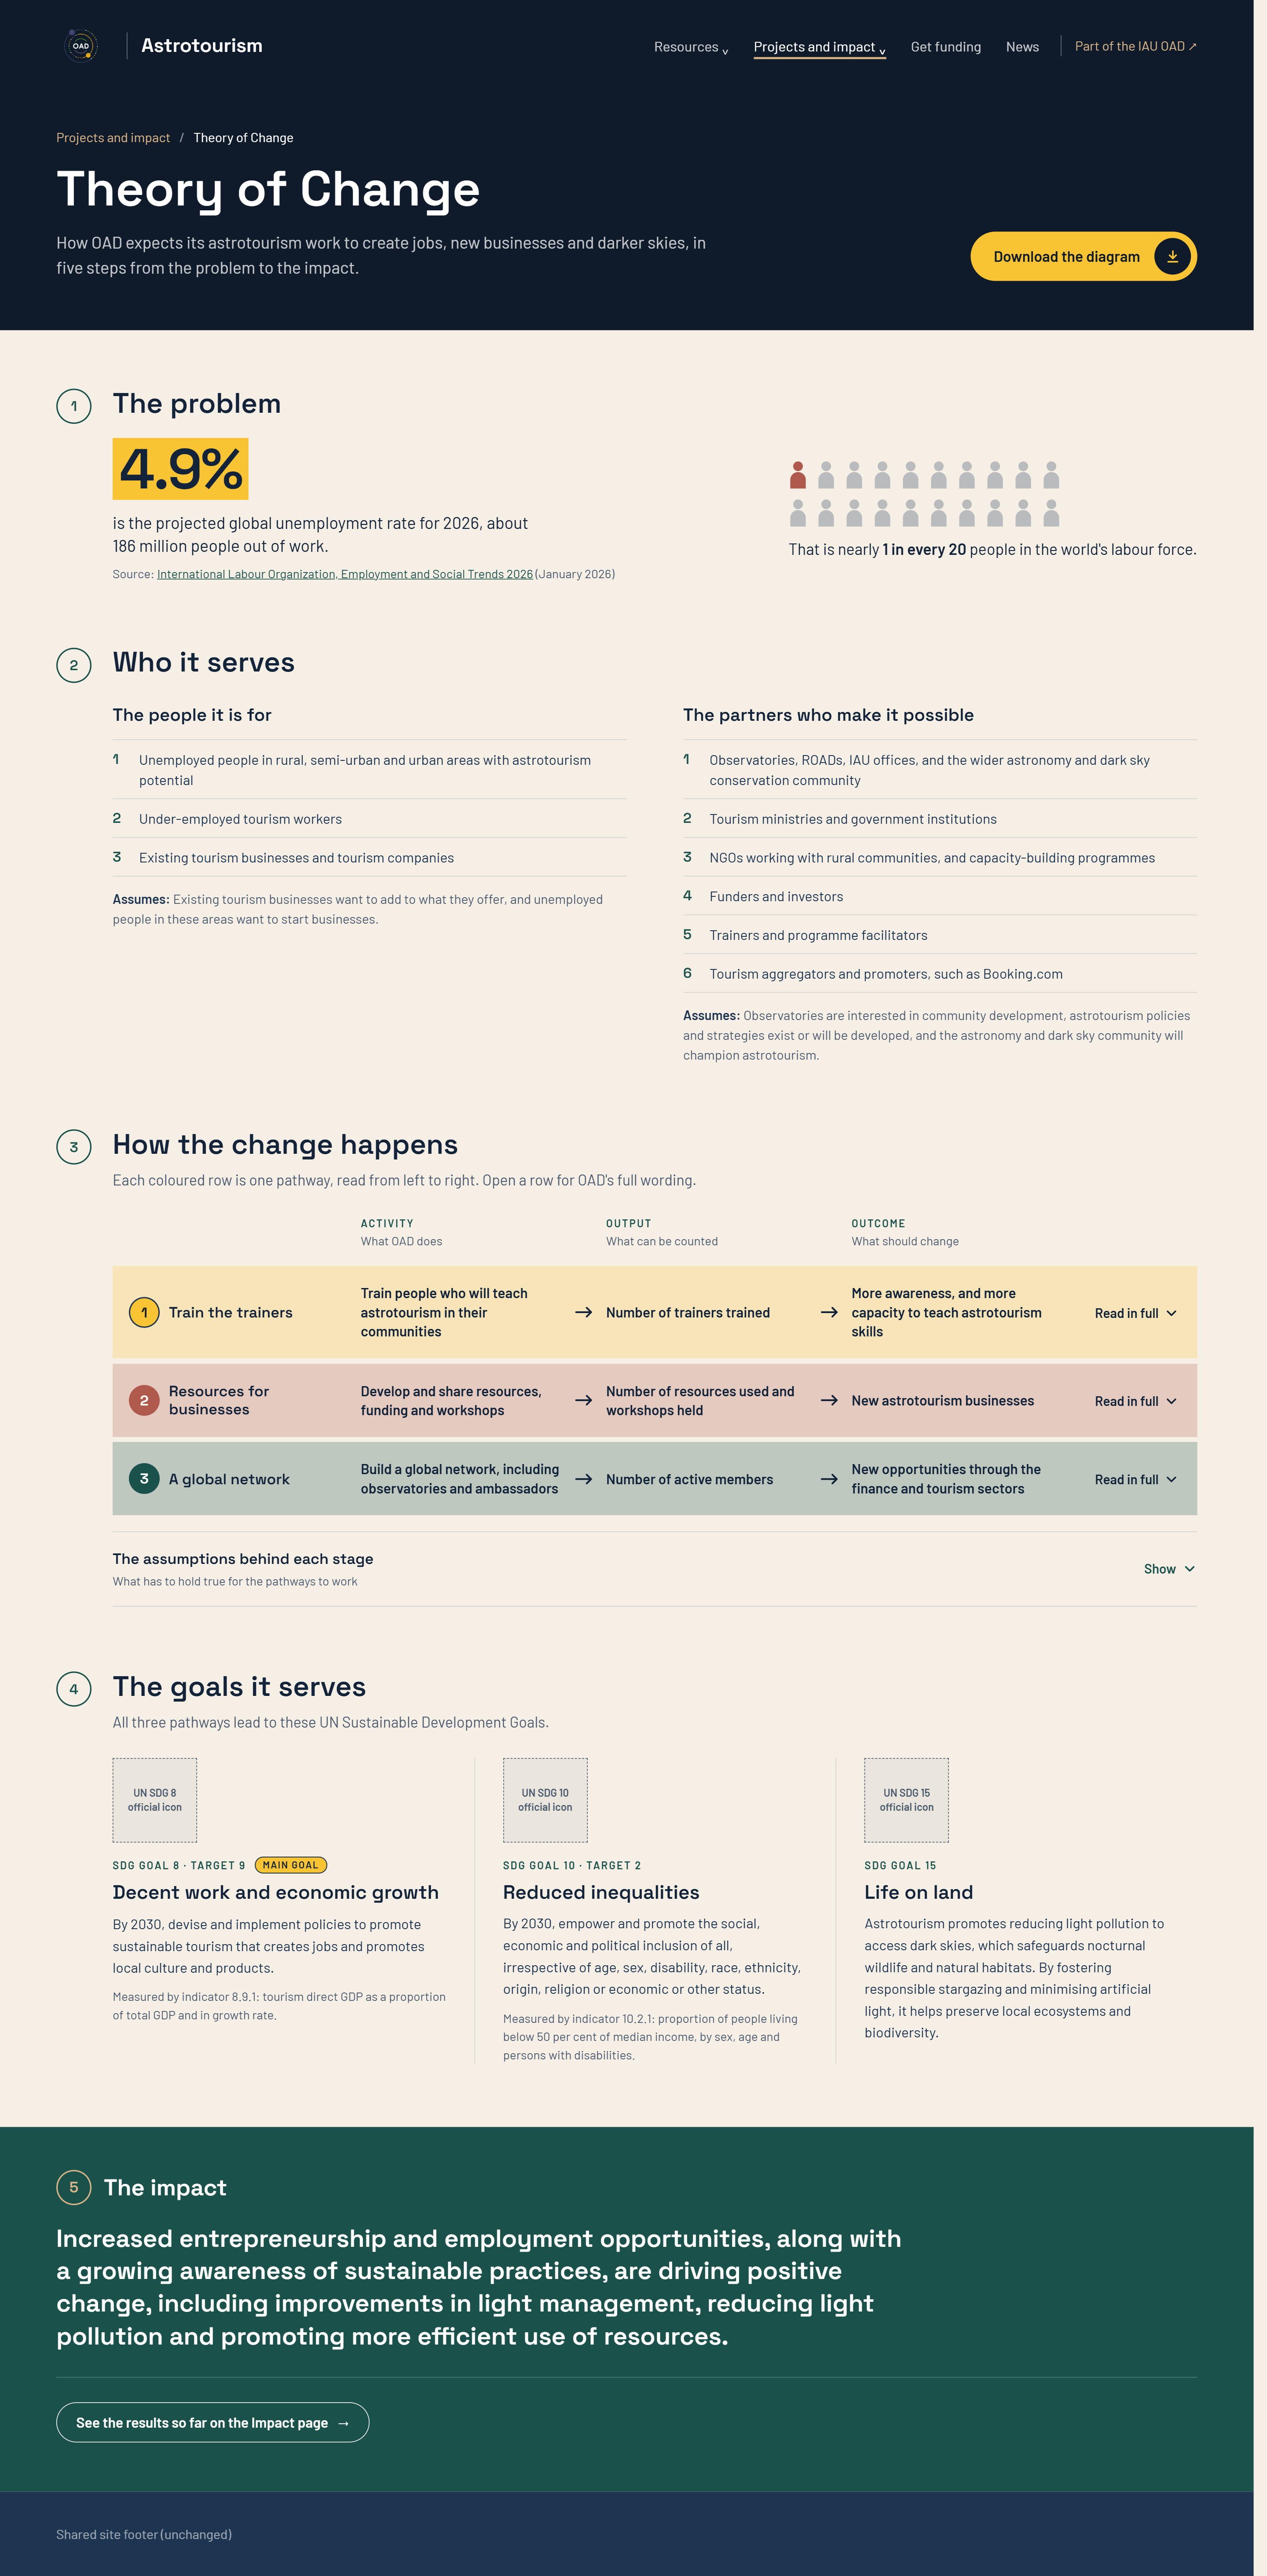 OAD
Astrotourism
Resources
Projects and impact
Get funding
News
Part of the IAU OAD ↗
Projects and impact / Theory of Change
Theory of Change
How OAD expects its astrotourism work to create jobs, new businesses and darker skies, in
five steps from the problem to the impact.
Download the diagram
1 The problem
4.9%
is the projected global unemployment rate for 2026, about
186 million people out of work.
Source: International Labour Organization, Employment and Social Trends 2026 (January 2026)
That is nearly 1 in every 20 people in the world's labour force.
2 Who it serves
The people it is for
1 Unemployed people in rural, semi-urban and urban areas with astrotourism
potential
2 Under-employed tourism workers
3 Existing tourism businesses and tourism companies
Assumes: Existing tourism businesses want to add to what they offer, and unemployed
people in these areas want to start businesses.
The partners who make it possible
1 Observatories, ROADs, IAU offices, and the wider astronomy and dark sky
conservation community
2 Tourism ministries and government institutions
3 NGOs working with rural communities, and capacity-building programmes
4 Funders and investors
5 Trainers and programme facilitators
6 Tourism aggregators and promoters, such as Booking.com
Assumes: Observatories are interested in community development, astrotourism policies
and strategies exist or will be developed, and the astronomy and dark sky community will
champion astrotourism.
3 How the change happens
Each coloured row is one pathway, read from left to right. Open a row for OAD's full wording.
ACTIVITY
What OAD does
OUTPUT
What can be counted
OUTCOME
What should change
1 Train the trainers
Train people who will teach
astrotourism in their
communities
→ Number of trainers trained
→ More awareness, and more
capacity to teach astrotourism
skills
Read in full
2 Resources for
businesses
Develop and share resources,
funding and workshops
→ Number of resources used and
workshops held
→ New astrotourism businesses
Read in full
3 A global network
Build a global network, including
observatories and ambassadors
→ Number of active members
→ New opportunities through the
finance and tourism sectors
Read in full
The assumptions behind each stage
What has to hold true for the pathways to work
Show
4 The goals it serves
All three pathways lead to these UN Sustainable Development Goals.
UN SDG 8
official icon
SDG GOAL 8 · TARGET 9 MAIN GOAL
Decent work and economic growth
By 2030, devise and implement policies to promote
sustainable tourism that creates jobs and promotes
local culture and products.
Measured by indicator 8.9.1: tourism direct GDP as a proportion
of total GDP and in growth rate.
UN SDG 10
official icon
SDG GOAL 10 · TARGET 2
Reduced inequalities
By 2030, empower and promote the social,
economic and political inclusion of all,
irrespective of age, sex, disability, race, ethnicity,
origin, religion or economic or other status.
Measured by indicator 10.2.1: proportion of people living
below 50 per cent of median income, by sex, age and
persons with disabilities.
UN SDG 15
official icon
SDG GOAL 15
Life on land
Astrotourism promotes reducing light pollution to
access dark skies, which safeguards nocturnal
wildlife and natural habitats. By fostering
responsible stargazing and minimising artificial
light, it helps preserve local ecosystems and
biodiversity.
5 The impact
Increased entrepreneurship and employment opportunities, along with
a growing awareness of sustainable practices, are driving positive
change, including improvements in light management, reducing light
pollution and promoting more efficient use of resources.
See the results so far on the Impact page →
Shared site footer (unchanged)